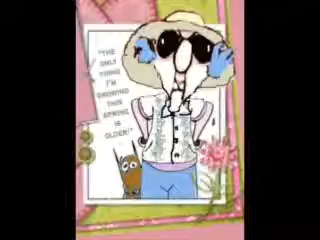 "THE
ONLY
THING
I'M
GROWING
THIS
SPRING
IS
OLDER!"